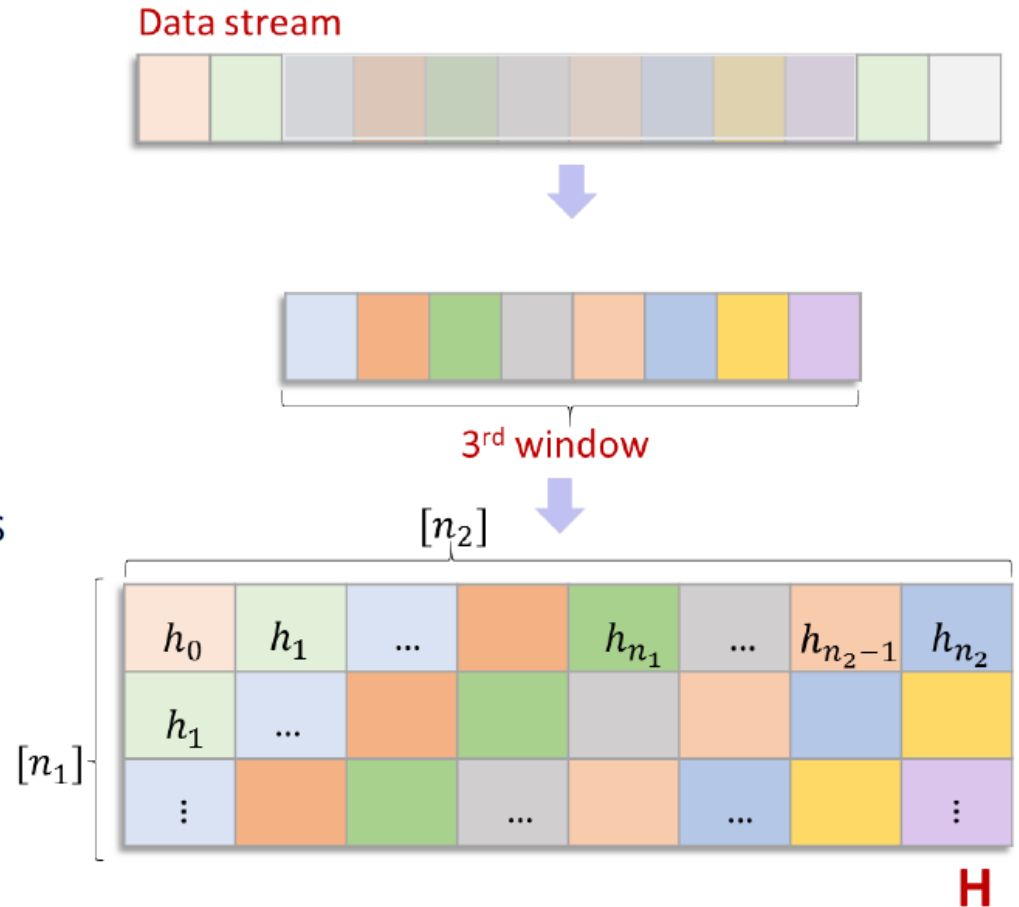 Data stream
3rd window
s
[n₂]
h₀ h₁ ... hₙ₁ ... hₙ₂₋₁ hₙ₂
h₁ ...
[n₁]
⋮ ... ... ⋮
H